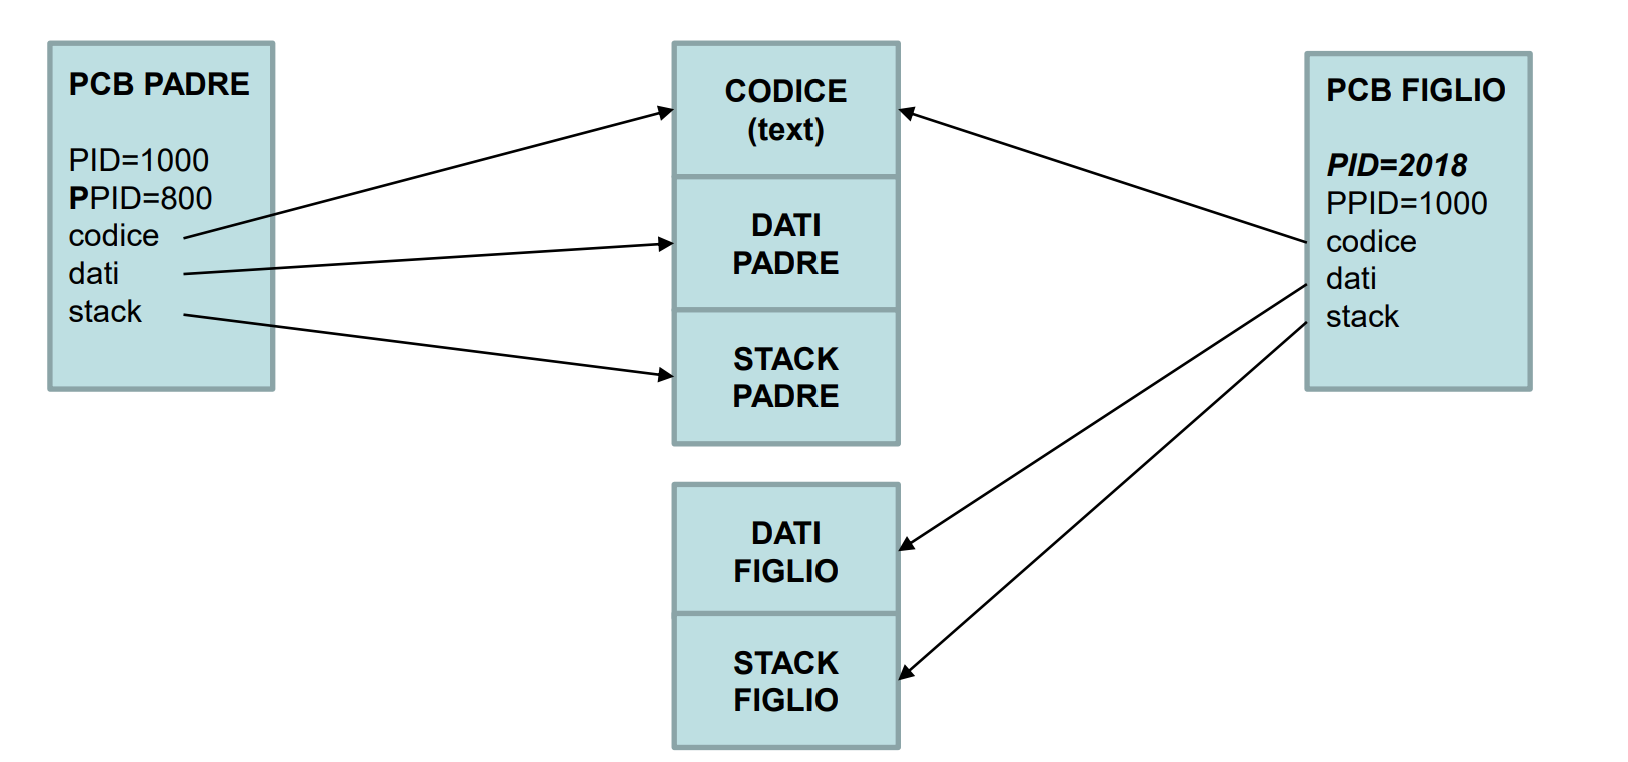 PCB PADRE
PID=1000
PPID=800
codice
dati
stack
CODICE
(text)
DATI
PADRE
STACK
PADRE
DATI
FIGLIO
STACK
FIGLIO
PCB FIGLIO
PID=2018
PPID=1000
codice
dati
stack